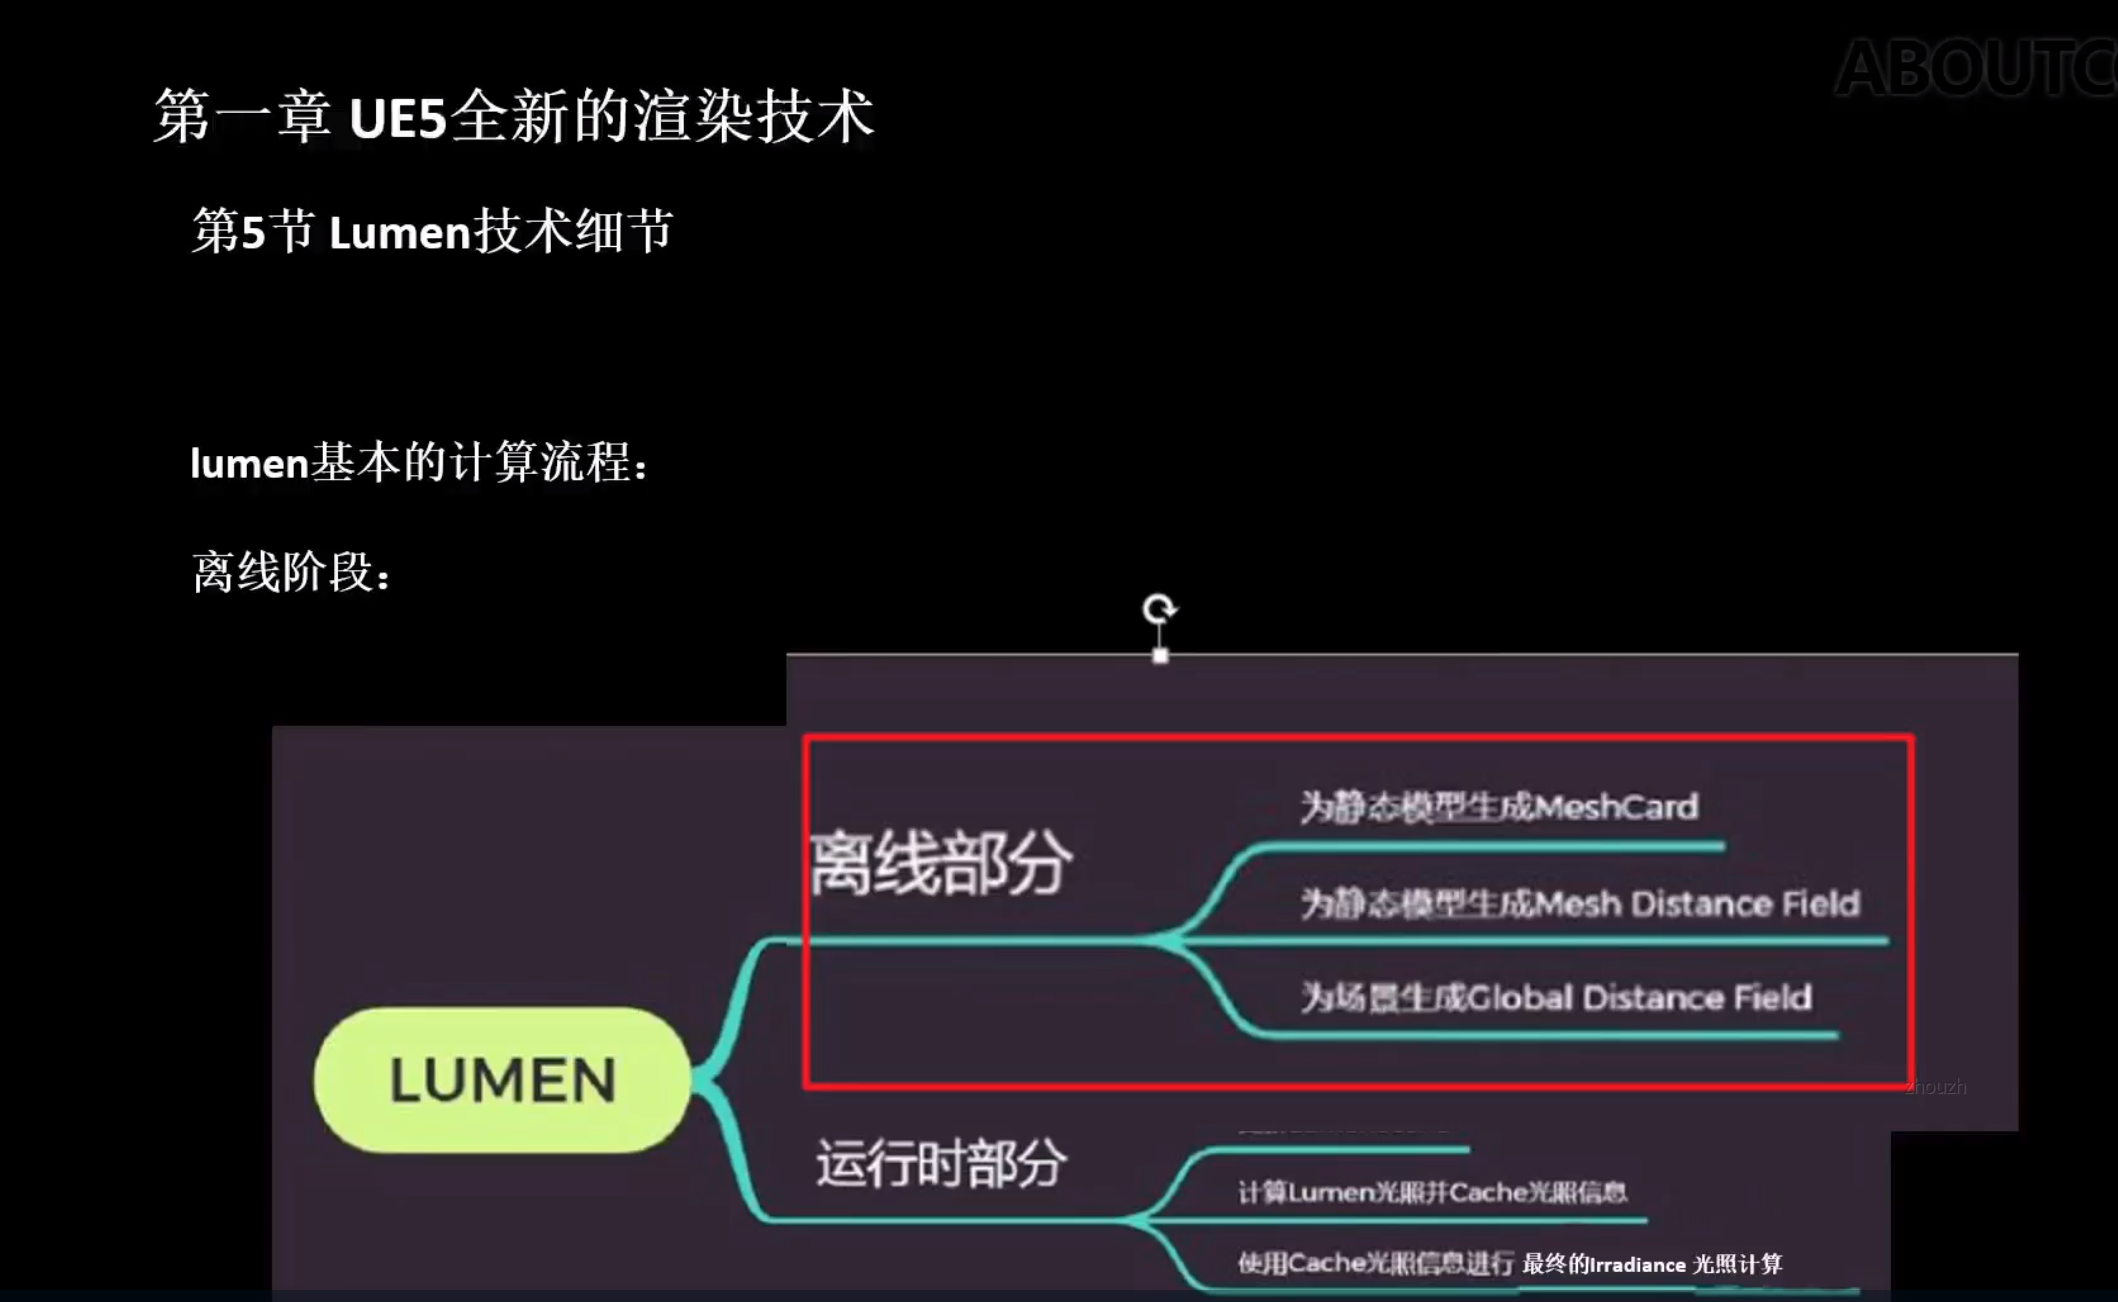 ABOUTC
第一章 UE5全新的渲染技术
第5节 Lumen技术细节
lumen基本的计算流程：
离线阶段：
离线部分
为静态模型生成MeshCard
为静态模型生成Mesh Distance Field
为场景生成Global Distance Field
zhouzh
LUMEN
运行时部分
计算Lumen光照并Cache光照信息
使用Cache光照信息进行 最终的Irradiance 光照计算